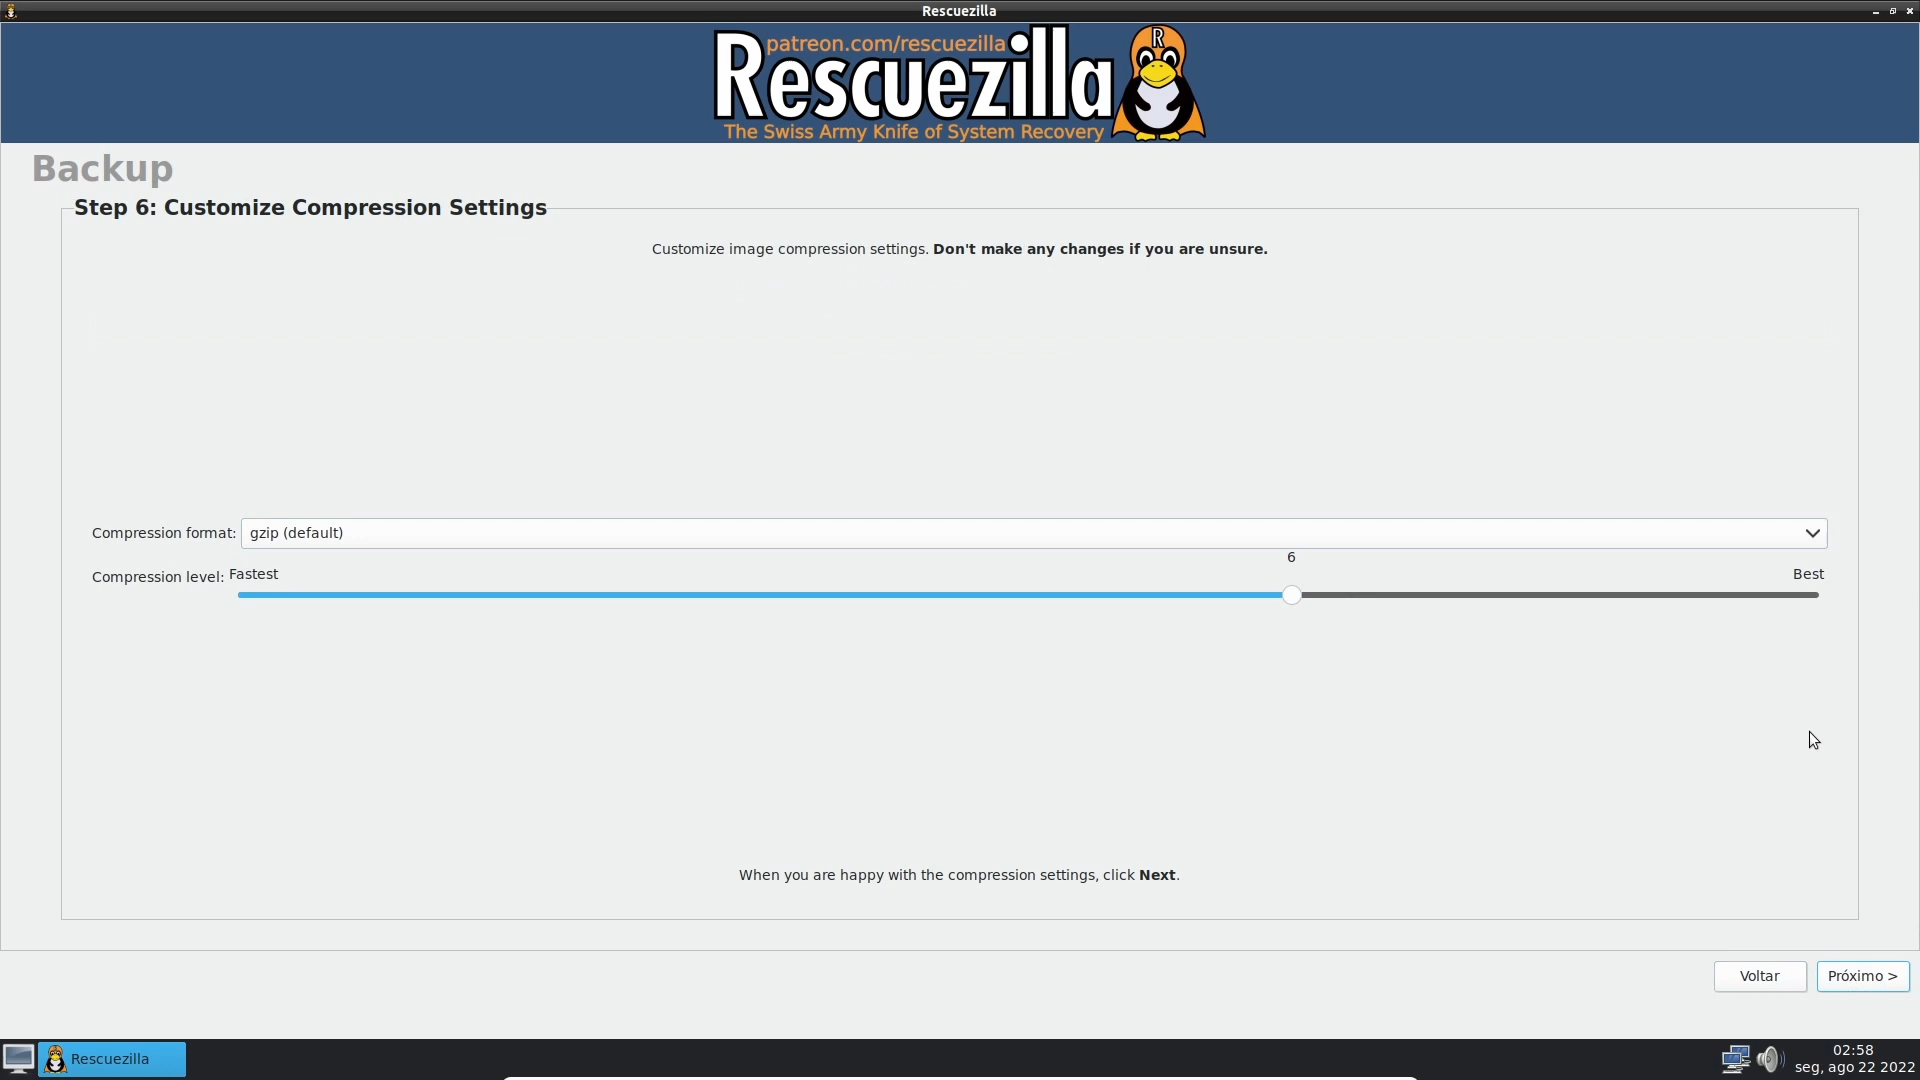 Rescuezilla
patreon.com/rescuezilla
R
Rescuezilla
The Swiss Army Knife of System Recovery
Backup
Step 6: Customize Compression Settings
Customize image compression settings. Don't make any changes if you are unsure.
Compression format: gzip (default)
6
Compression level: Fastest Best
When you are happy with the compression settings, click Next.
Voltar Próximo >
Rescuezilla
02:58
seg, ago 22 2022